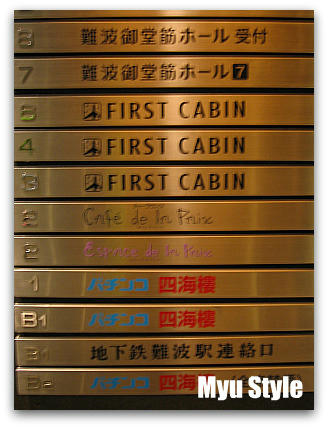 8 難波御堂筋ホール 受付
7 難波御堂筋ホール 7
5 FIRST CABIN
4 FIRST CABIN
3 FIRST CABIN
2 Café de la Paix
2 Espace de la Paix
1 パチンコ 四海樓
B1 パチンコ 四海樓
B1 地下鉄難波駅連絡口
B2 パチンコ 四海
Myu Style